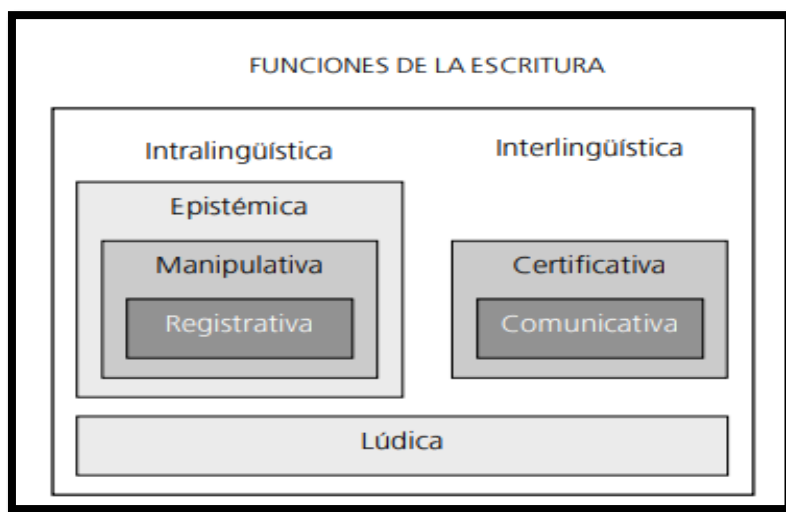 FUNCIONES DE LA ESCRITURA
Intralingüística
Interlingüística
Epistémica
Manipulativa
Registrativa
Certificativa
Comunicativa
Lúdica